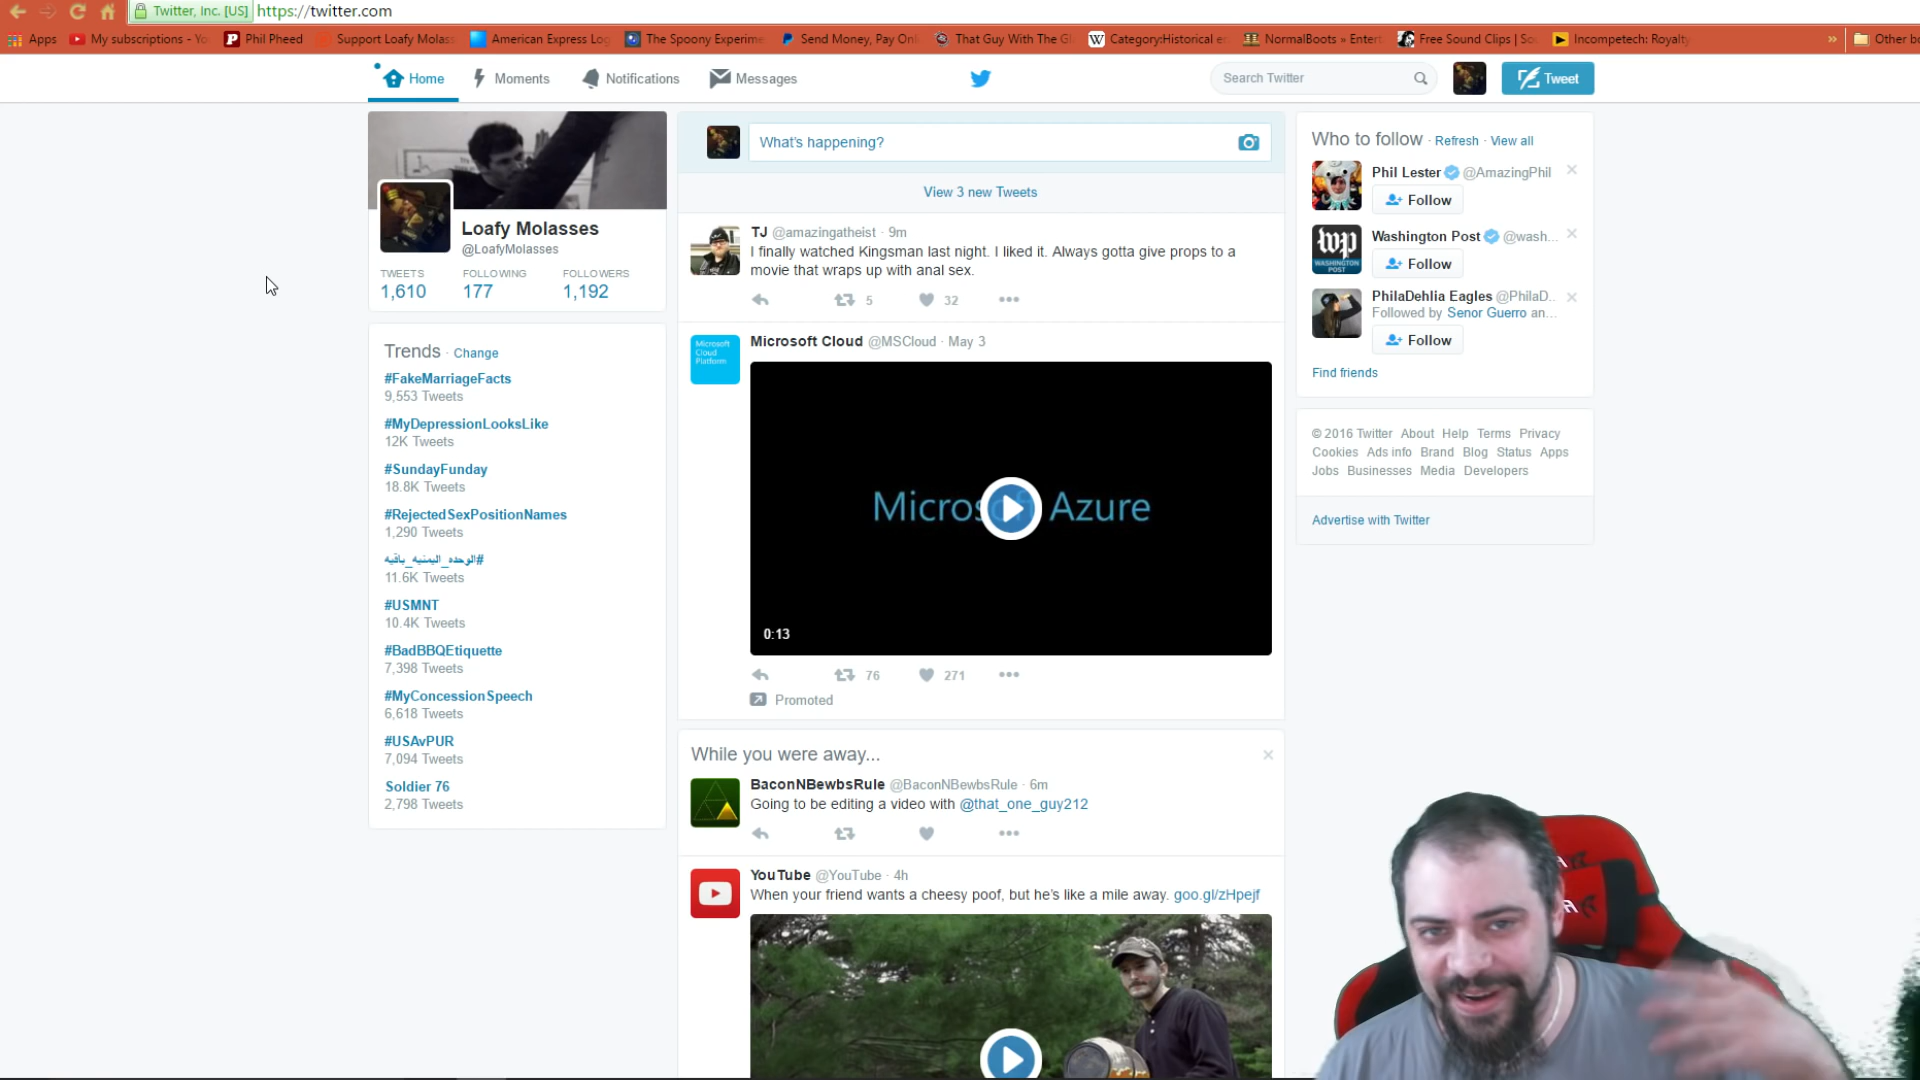 Twitter, Inc. [US] https://twitter.com
Apps My subscriptions - Yo Phil Pheed Support Loafy Molass American Express Log The Spoony Experime Send Money, Pay Onl That Guy With The Gl Category:Historical e NormalBoots » Entert Free Sound Clips | So Incompetech: Royalty » Other bo
Home Moments Notifications Messages Search Twitter Tweet
Loafy Molasses
@LoafyMolasses
TWEETS FOLLOWING FOLLOWERS
1,610 177 1,192
Trends · Change
#FakeMarriageFacts
9,553 Tweets
#MyDepressionLooksLike
12K Tweets
#SundayFunday
18.8K Tweets
#RejectedSexPositionNames
1,290 Tweets
#الوحده_اليمنيه_باقيه
11.6K Tweets
#USMNT
10.4K Tweets
#BadBBQEtiquette
7,398 Tweets
#MyConcessionSpeech
6,618 Tweets
#USAvPUR
7,094 Tweets
Soldier 76
2,798 Tweets
What's happening?
View 3 new Tweets
TJ @amazingatheist · 9m
I finally watched Kingsman last night. I liked it. Always gotta give props to a
movie that wraps up with anal sex.
5 32
Microsoft Cloud Platform
Microsoft Cloud @MSCloud · May 3
Microsoft Azure
0:13
76 271
Promoted
While you were away...
BaconNBewbsRule @BaconNBewbsRule · 6m
Going to be editing a video with @that_one_guy212
YouTube @YouTube · 4h
When your friend wants a cheesy poof, but he's like a mile away. goo.gl/zHpejf
Who to follow · Refresh · View all
Phil Lester @AmazingPhil
Follow
wp
WASHINGTON POST
Washington Post @wash...
Follow
PhilaDehlia Eagles @PhilaD..
Followed by Senor Guerro an...
Follow
Find friends
© 2016 Twitter About Help Terms Privacy
Cookies Ads info Brand Blog Status Apps
Jobs Businesses Media Developers
Advertise with Twitter